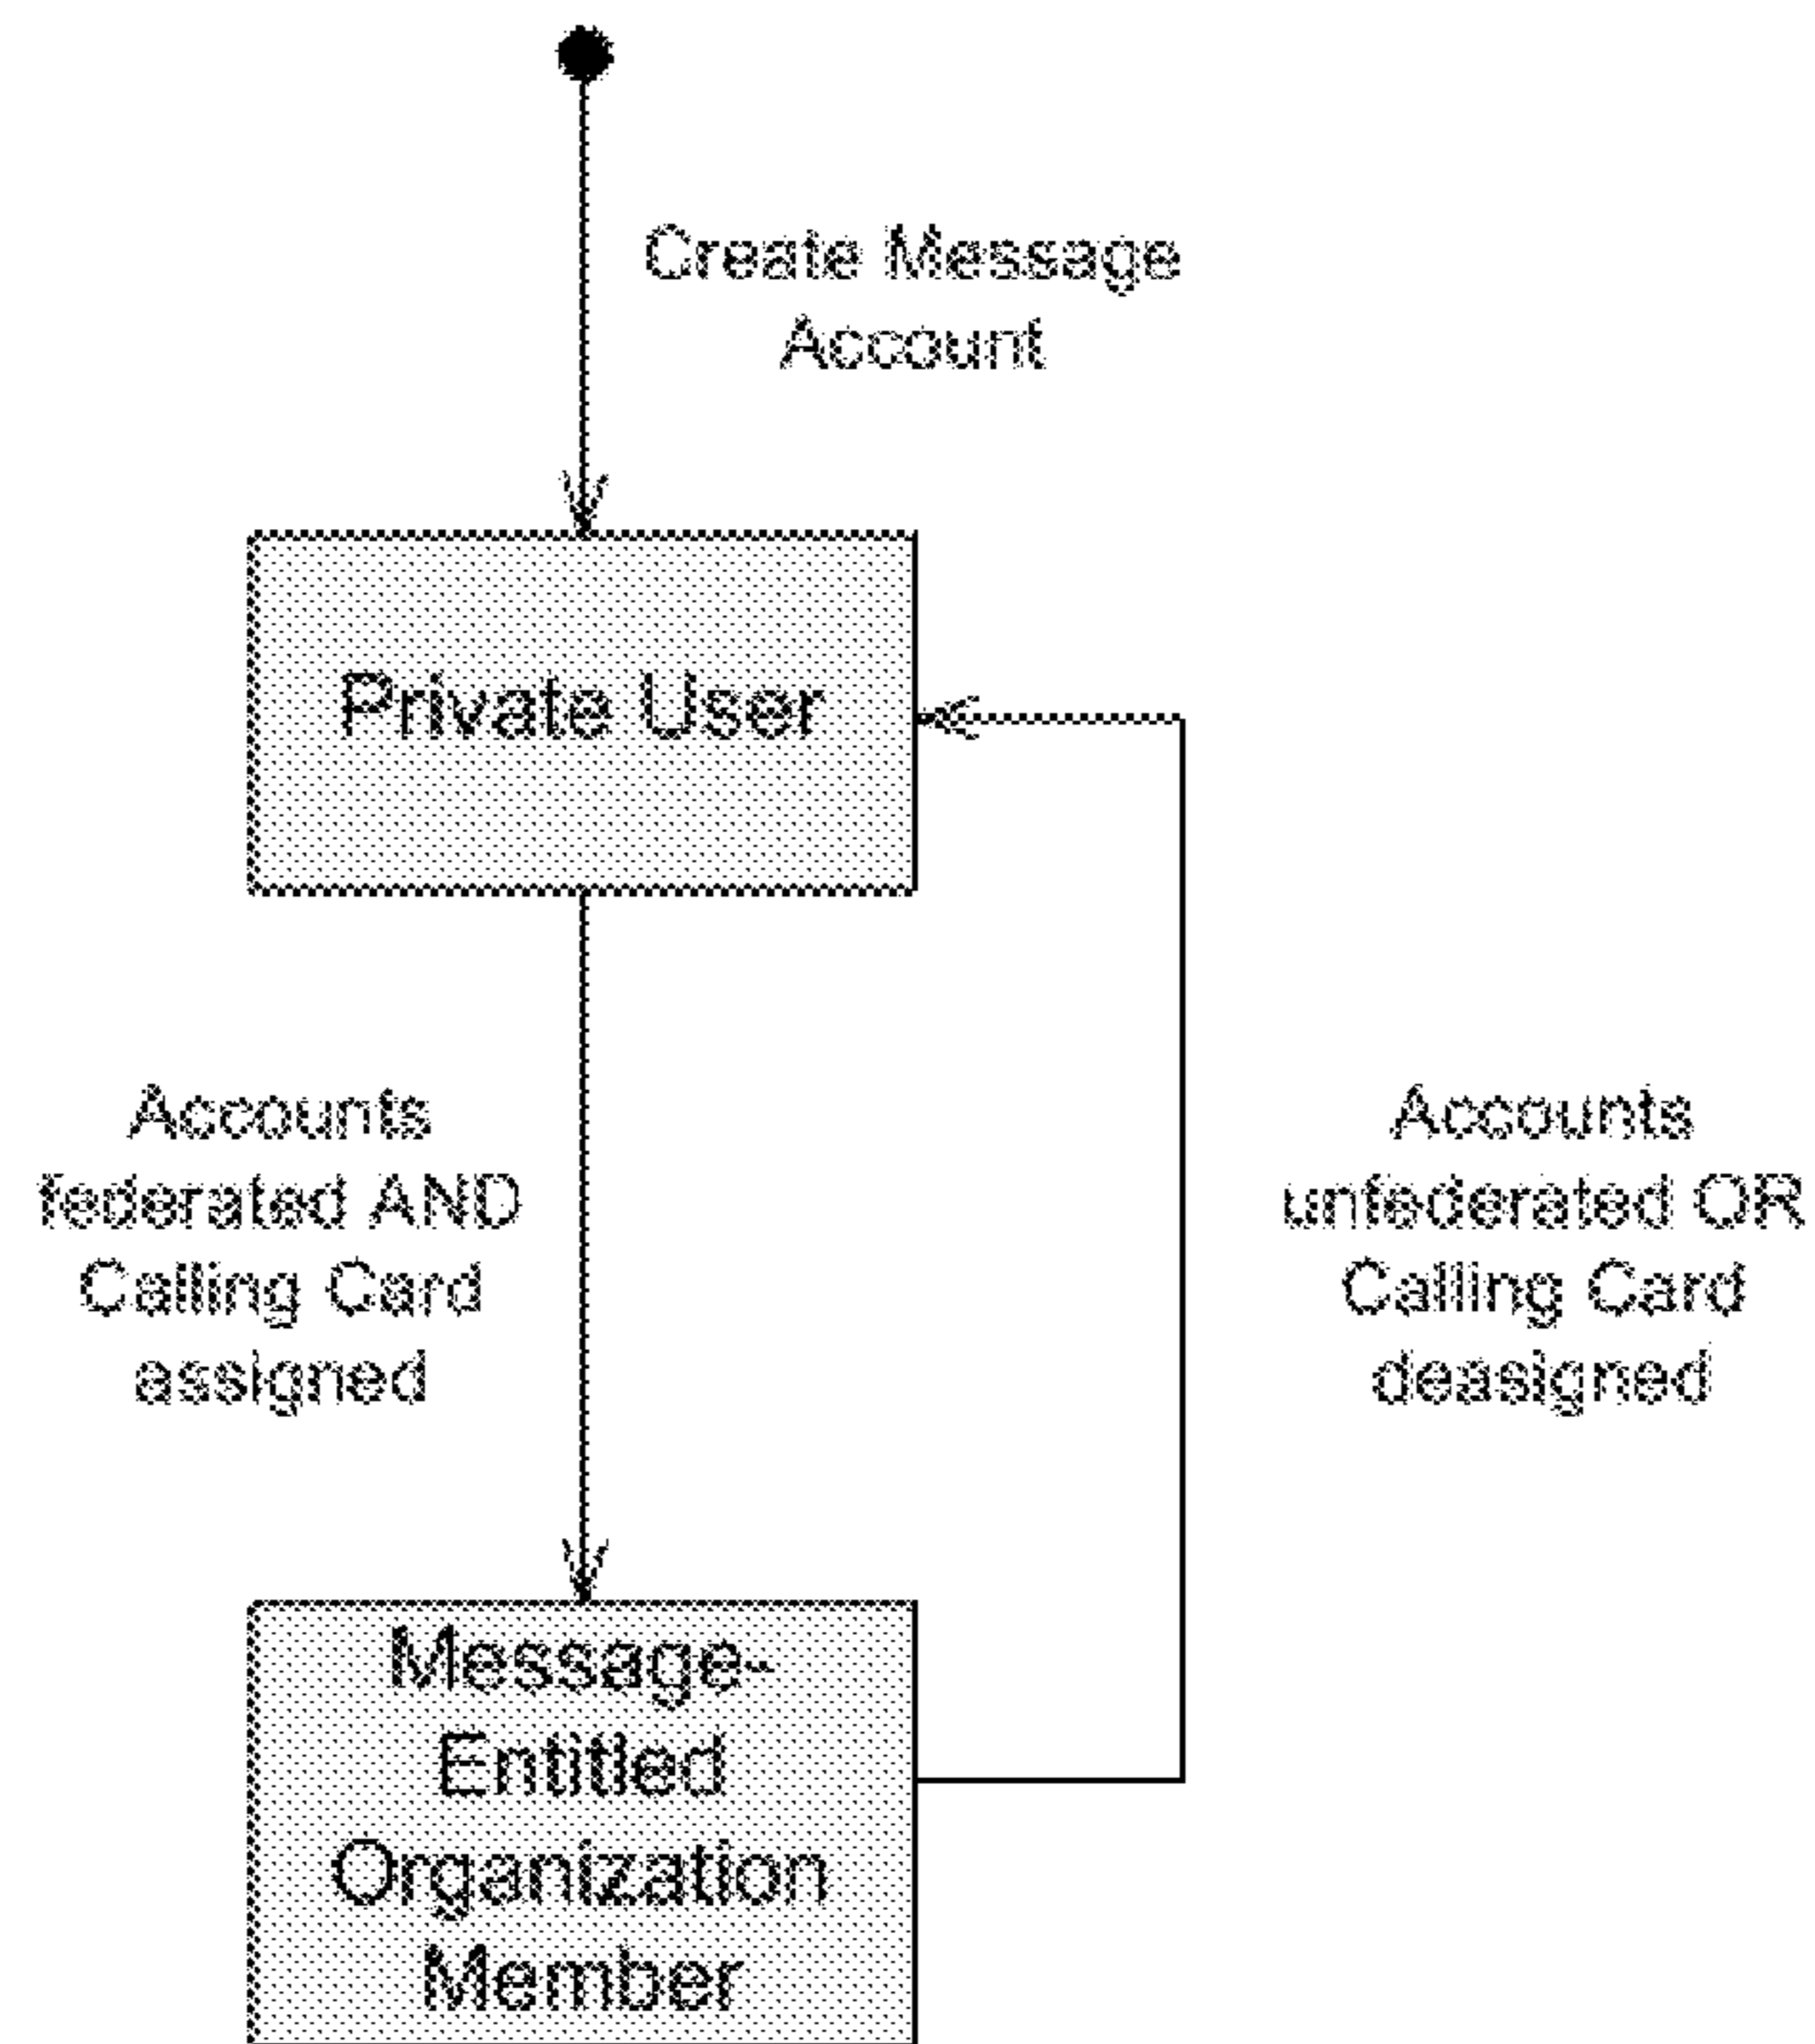 Create Message
Account
Private User
Accounts
federated AND
Calling Card
assigned
Accounts
unfederated OR
Calling Card
deasigned
Message-
Entitled
Organization
Member